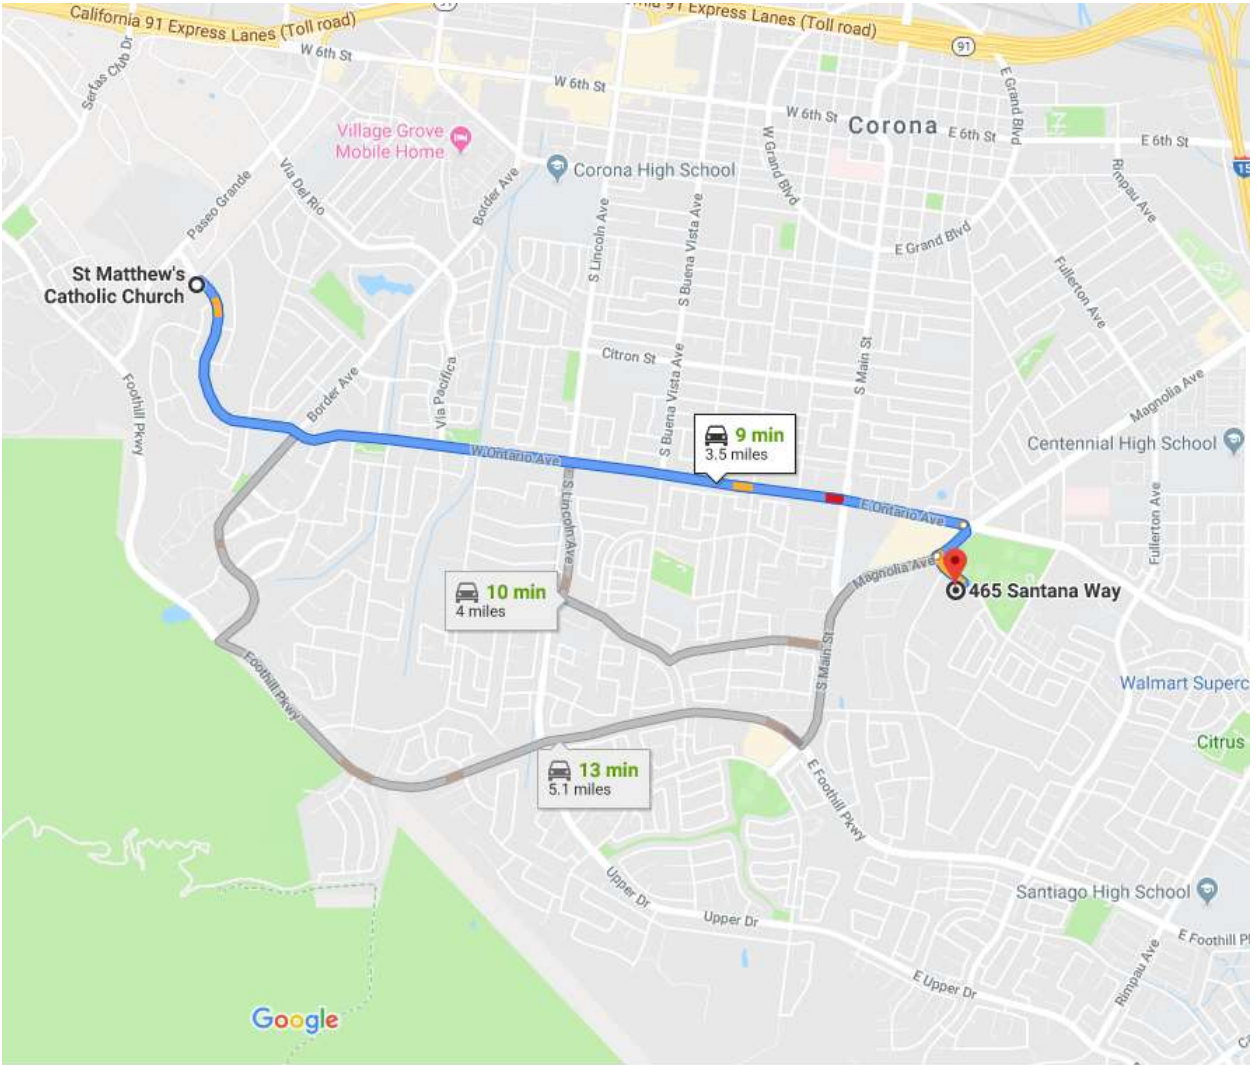 California 91 Express Lanes (Toll road)
91 Express Lanes (Toll road)
91
W 6th St
Serfas Club Dr
W 6th St
W 6th St
Corona
E 6th St
E Grand Blvd
E 6th St
15
Village Grove
Mobile Home
Corona High School
W Grand Blvd
Rimpau Ave
Via Del Rio
Border Ave
Paseo Grande
S Lincoln Ave
S Buena Vista Ave
E Grand Blvd
Fullerton Ave
St Matthew's
Catholic Church
Citron St
S Main St
Foothill Pkwy
Border Ave
Via Pacifica
S Buena Vista Ave
Magnolia Ave
9 min
3.5 miles
Centennial High School
W Ontario Ave
E Ontario Ave
S Lincoln Ave
Fullerton Ave
Magnolia Ave
465 Santana Way
10 min
4 miles
S Main St
Foothill Pkwy
Walmart Superc
Citrus
13 min
5.1 miles
E Foothill Pkwy
Upper Dr
Upper Dr
Santiago High School
E Foothill P
Rimpau Ave
E Upper Dr
Google